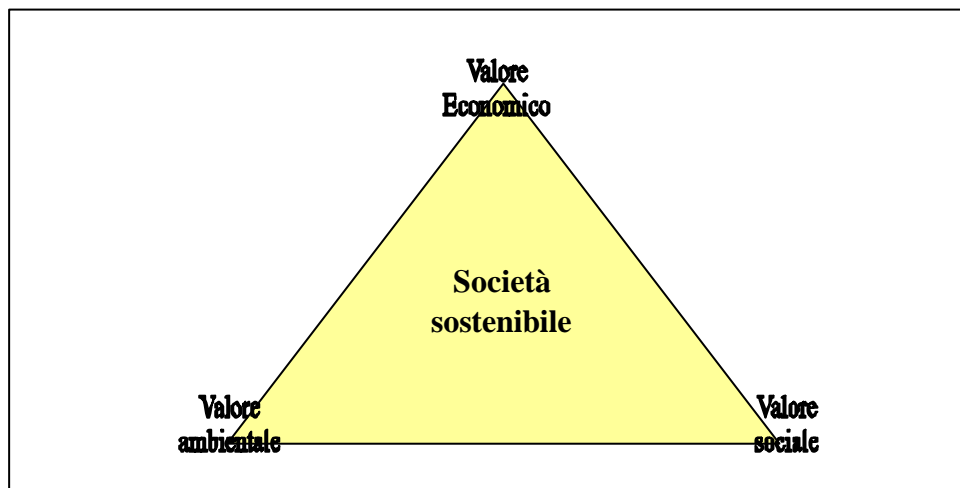 Valore
Economico
Società
sostenibile
Valore
ambientale
Valore
sociale